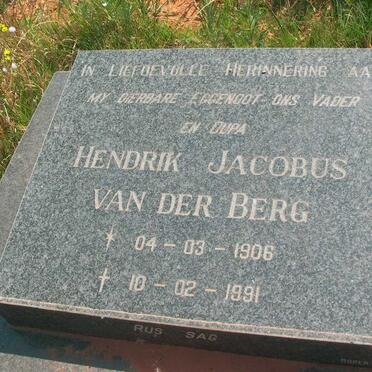 IN LIEFDEVOLLE HERINNERING AA
MY DIERBARE EGGENOOT ONS VADER
EN OUPA
HENDRIK JACOBUS
VAN DER BERG
04-03-1906
10-02-1991
RUS SAG